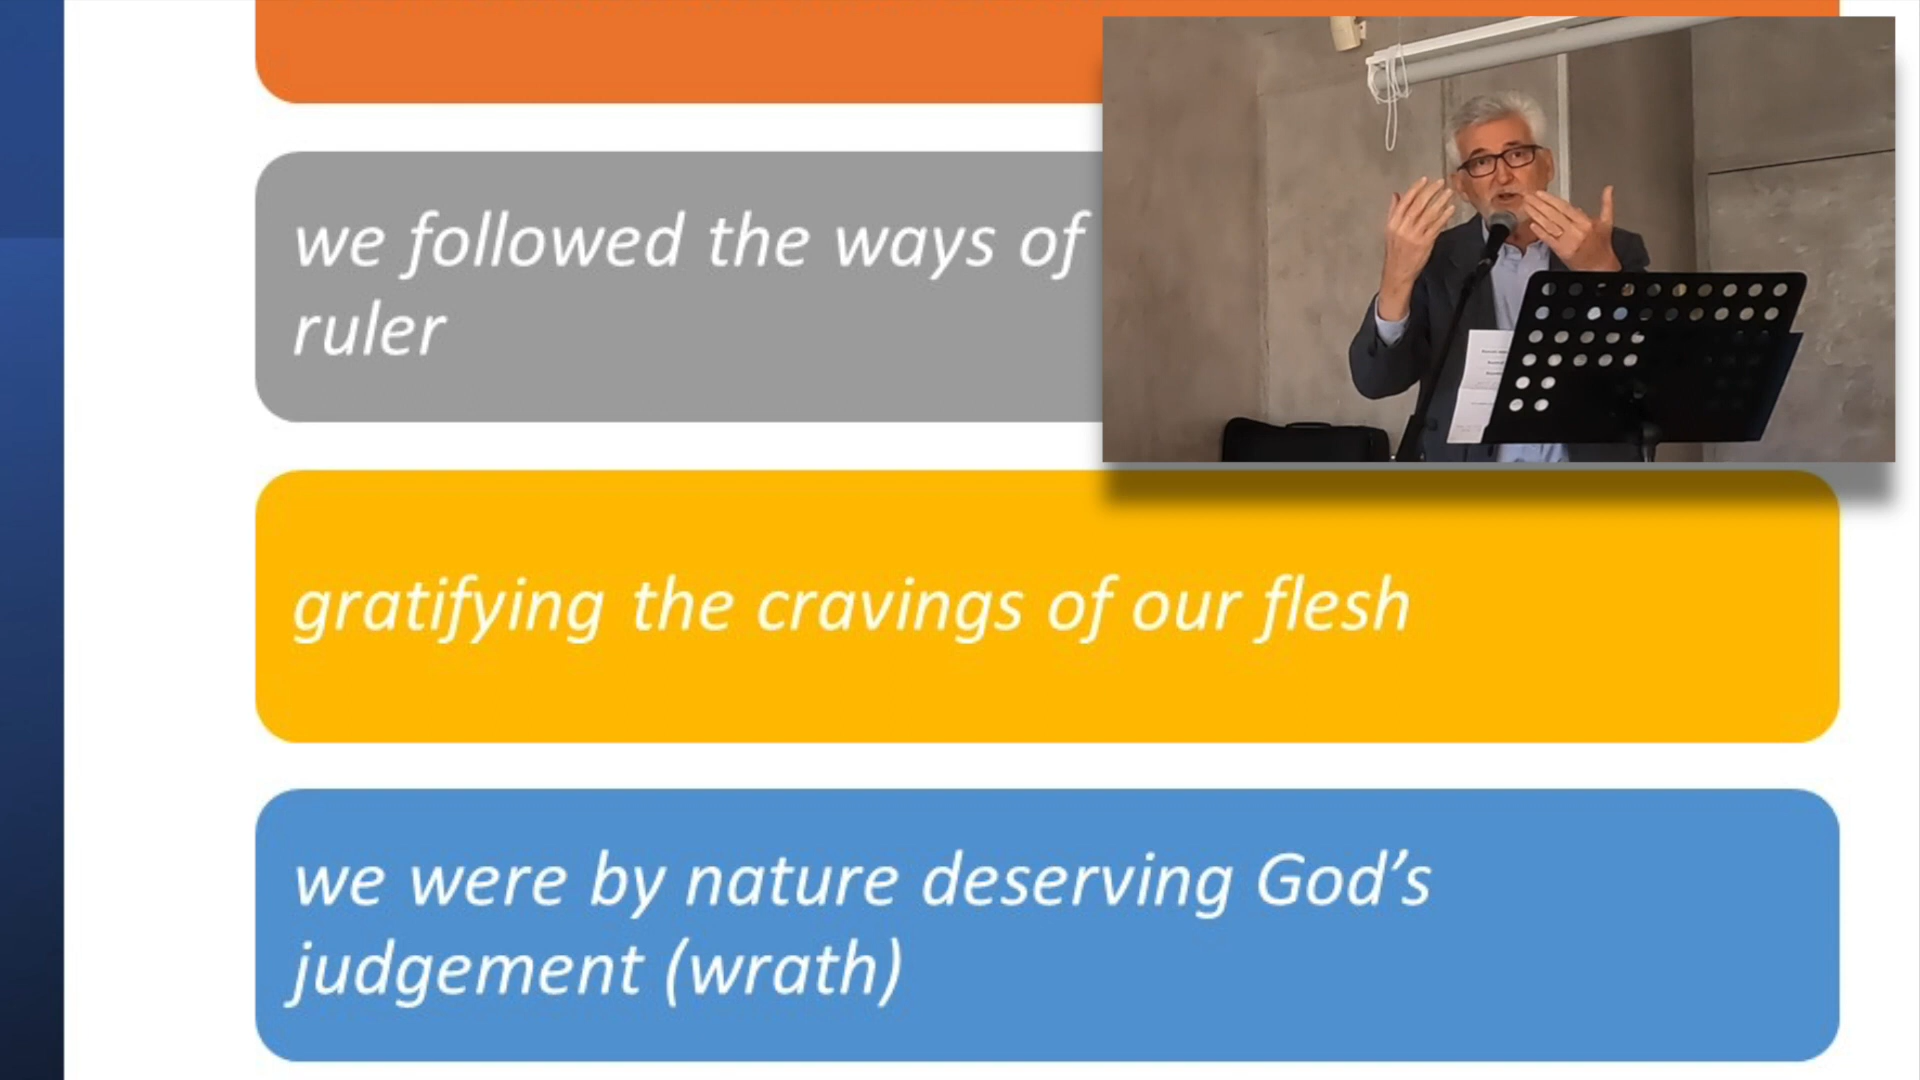 we followed the ways of
ruler
gratifying the cravings of our flesh
we were by nature deserving God’s
judgement (wrath)